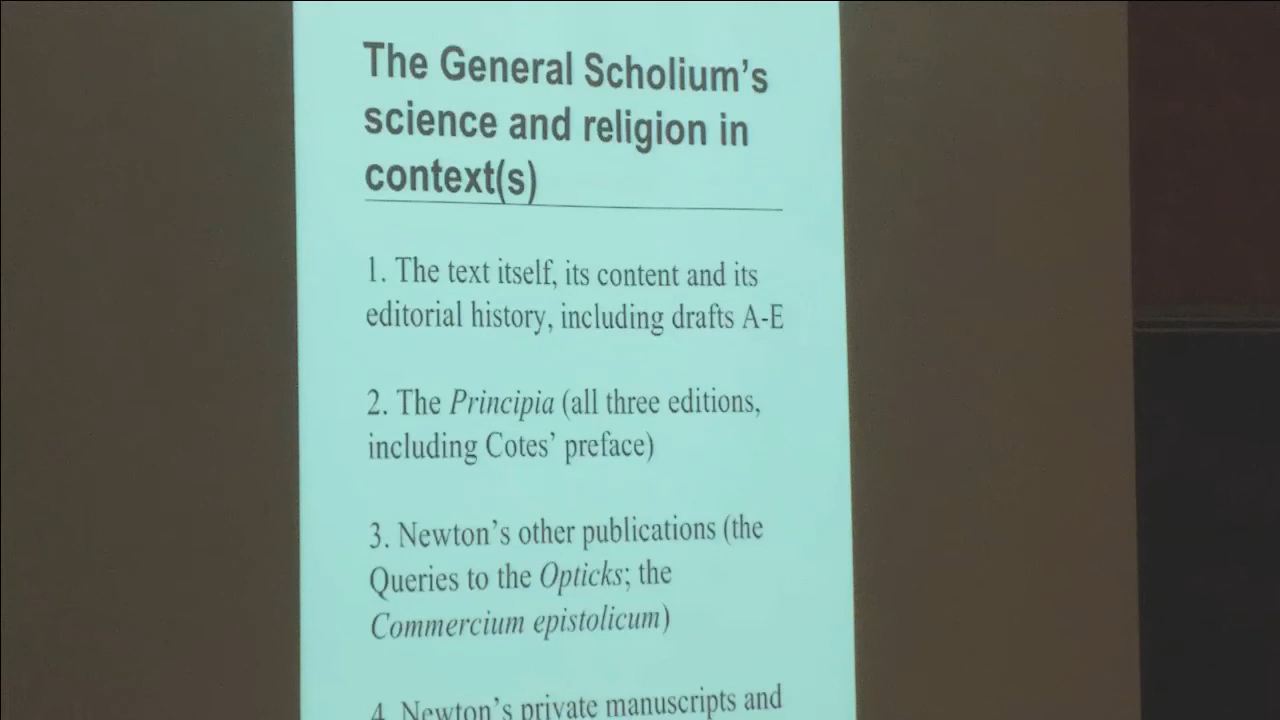 The General Scholium’s
science and religion in
context(s)
1. The text itself, its content and its
editorial history, including drafts A-E
2. The Principia (all three editions,
including Cotes’ preface)
3. Newton’s other publications (the
Queries to the Opticks; the
Commercium epistolicum)
4. Newton’s private manuscripts and